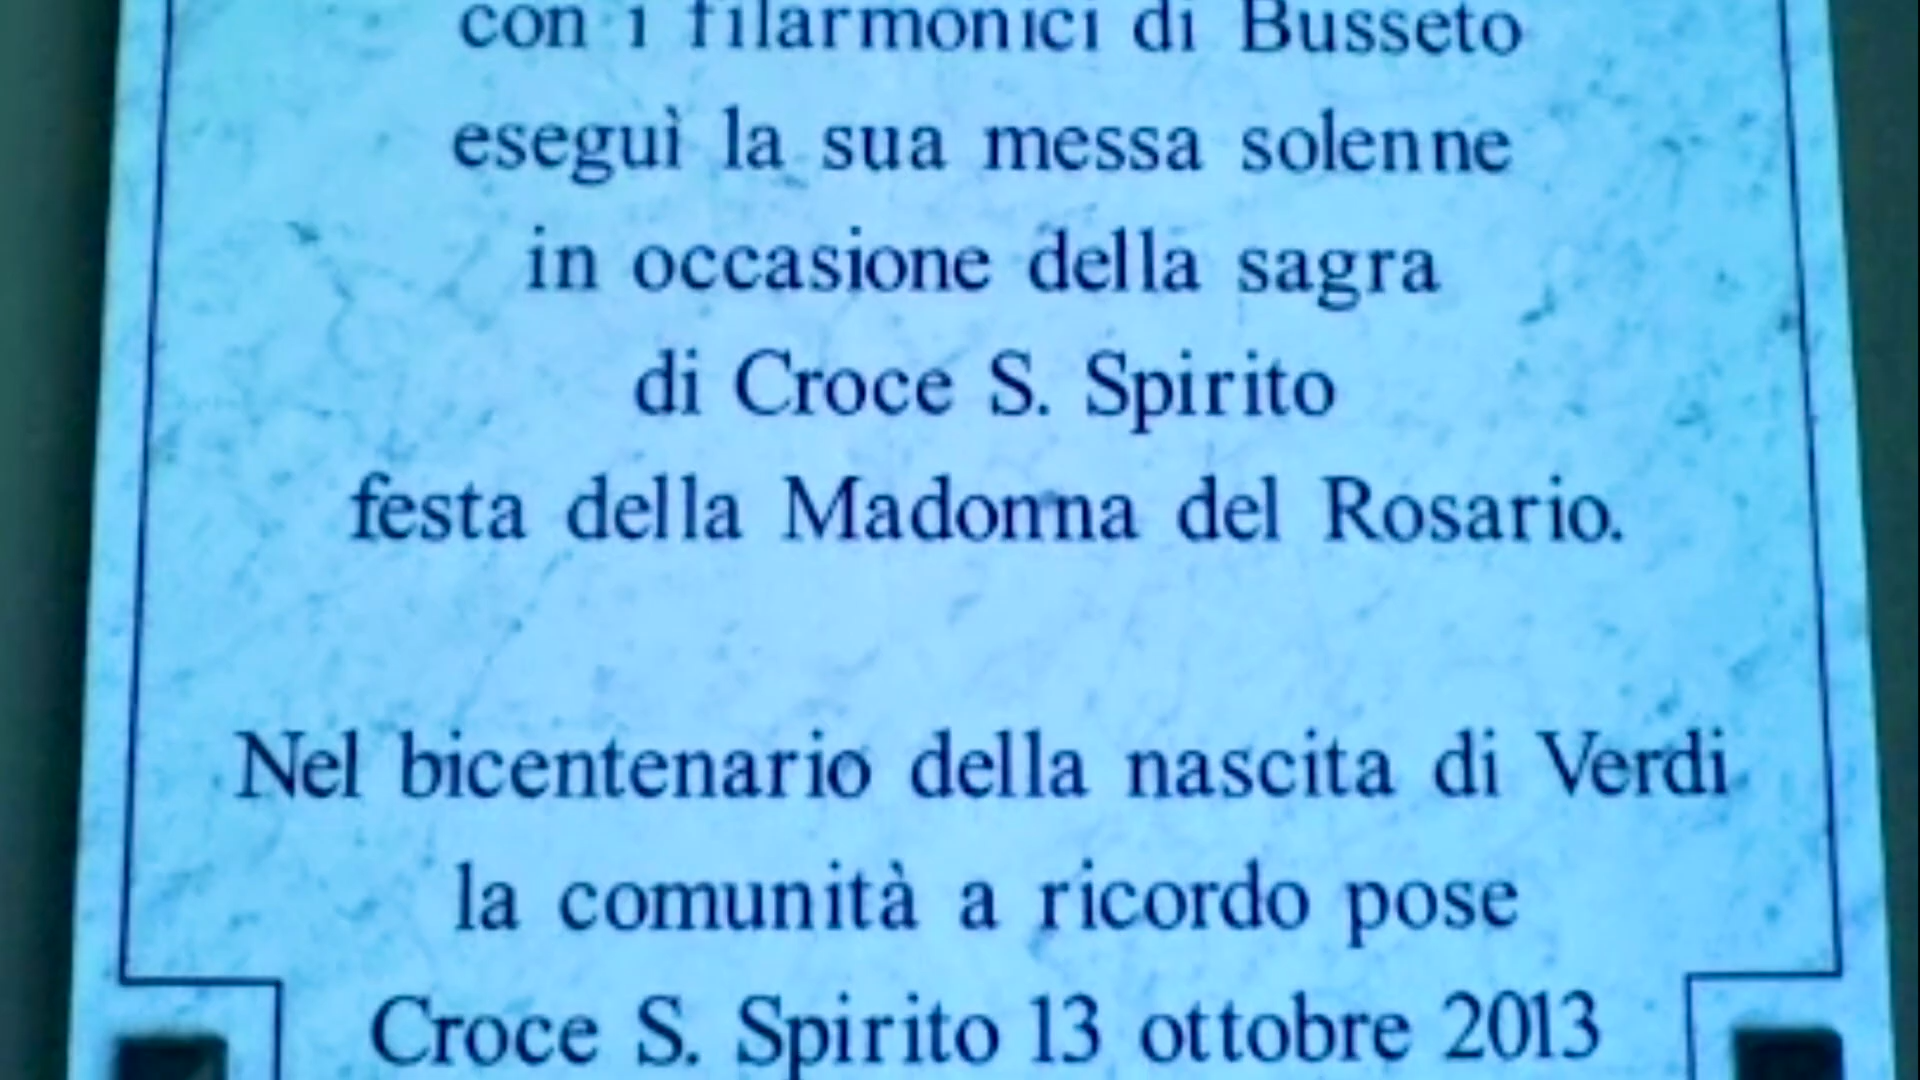 con i filarmonici di Busseto
eseguì la sua messa solenne
in occasione della sagra
di Croce S. Spirito
festa della Madonna del Rosario.
Nel bicentenario della nascita di Verdi
la comunità a ricordo pose
Croce S. Spirito 13 ottobre 2013